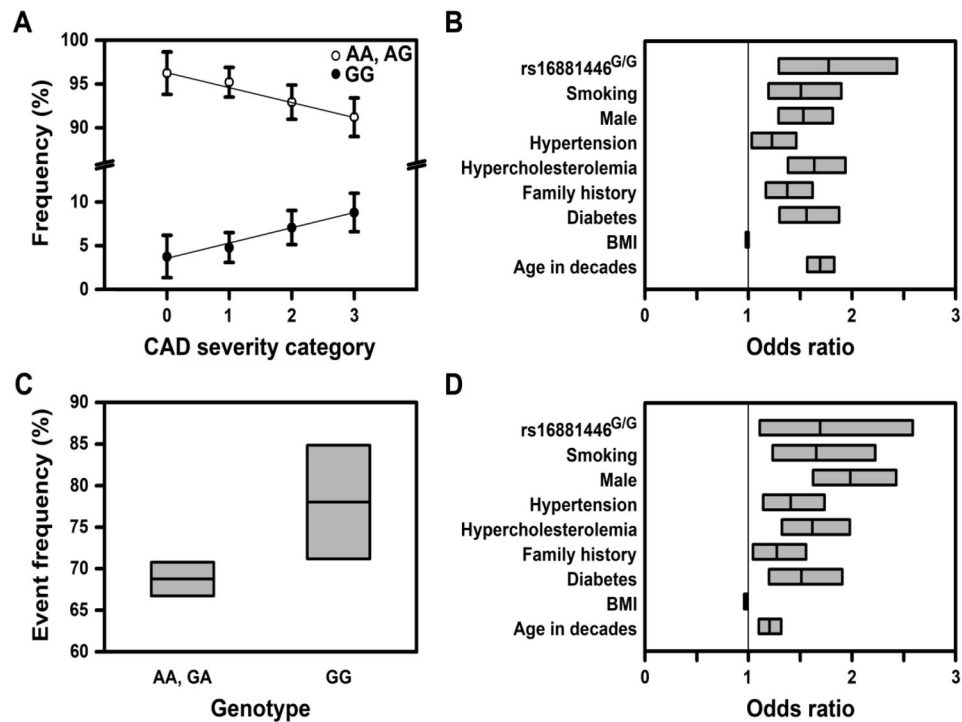 A
100
95
90
10
5
0
Frequency (%)
AA, AG
GG
0 1 2 3
CAD severity category
B
rs16881446G/G
Smoking
Male
Hypertension
Hypercholesterolemia
Family history
Diabetes
BMI
Age in decades
0 1 2 3
Odds ratio
C
90
85
80
75
70
65
60
Event frequency (%)
AA, GA GG
Genotype
D
rs16881446G/G
Smoking
Male
Hypertension
Hypercholesterolemia
Family history
Diabetes
BMI
Age in decades
0 1 2 3
Odds ratio